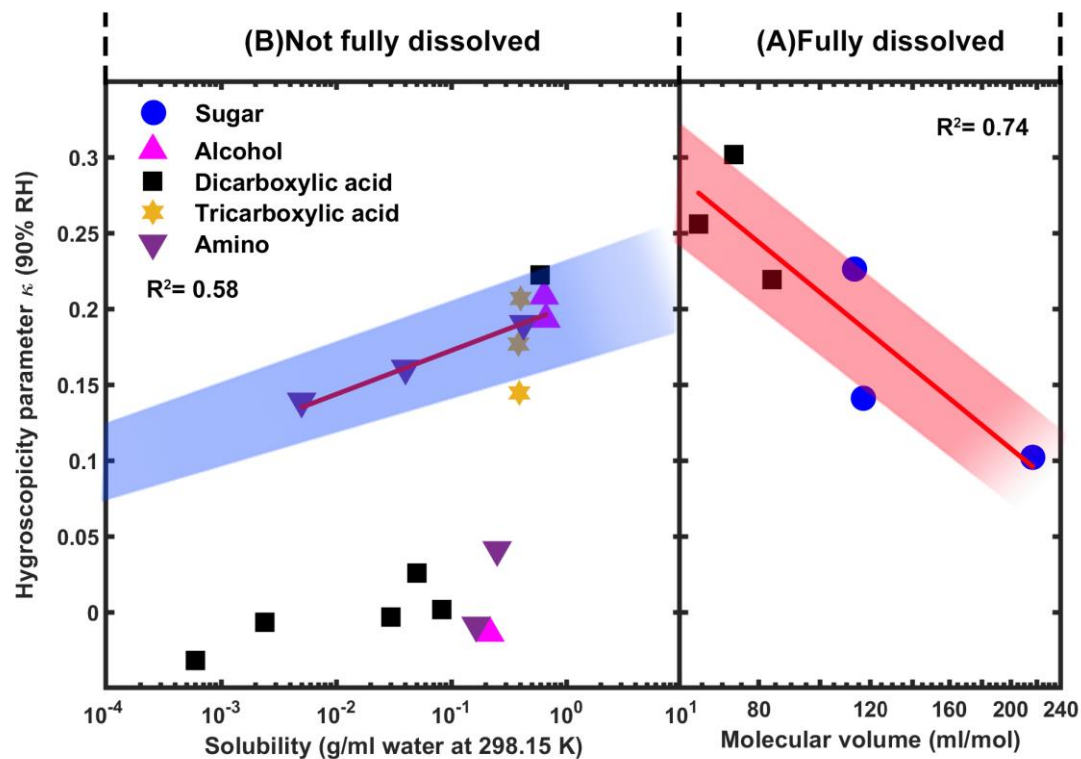 (B)Not fully dissolved
(A)Fully dissolved
Sugar
Alcohol
Dicarboxylic acid
Tricarboxylic acid
Amino
R²= 0.58
R²= 0.74
Hygroscopicity parameter κ (90% RH)
0.3
0.25
0.2
0.15
0.1
0.05
0
10⁻⁴ 10⁻³ 10⁻² 10⁻¹ 10⁰ 10¹ 80 120 160 200 240
Solubility (g/ml water at 298.15 K)
Molecular volume (ml/mol)